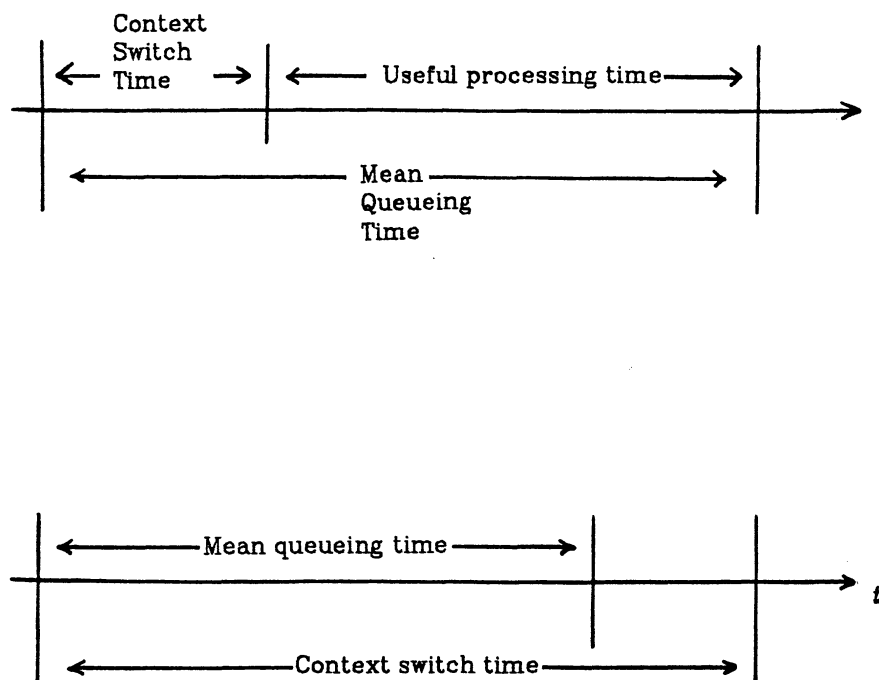 Context
Switch
Time
Useful processing time
Mean
Queueing
Time
Mean queueing time
t
Context switch time